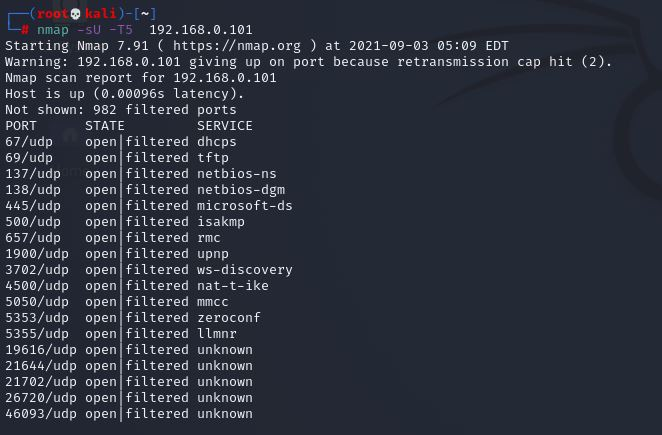 ┌──(root💀kali)-[~]
└─# nmap -sU -T5  192.168.0.101
Starting Nmap 7.91 ( https://nmap.org ) at 2021-09-03 05:09 EDT
Warning: 192.168.0.101 giving up on port because retransmission cap hit (2).
Nmap scan report for 192.168.0.101
Host is up (0.00096s latency).
Not shown: 982 filtered ports
PORT      STATE         SERVICE
67/udp    open|filtered dhcps
69/udp    open|filtered tftp
137/udp   open|filtered netbios-ns
138/udp   open|filtered netbios-dgm
445/udp   open|filtered microsoft-ds
500/udp   open|filtered isakmp
657/udp   open|filtered rmc
1900/udp  open|filtered upnp
3702/udp  open|filtered ws-discovery
4500/udp  open|filtered nat-t-ike
5050/udp  open|filtered mmcc
5353/udp  open|filtered zeroconf
5355/udp  open|filtered llmnr
19616/udp open|filtered unknown
21644/udp open|filtered unknown
21702/udp open|filtered unknown
26720/udp open|filtered unknown
46093/udp open|filtered unknown